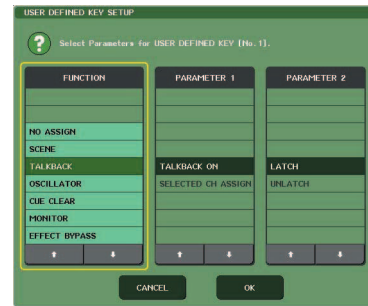 USER DEFINED KEY SETUP
Select Parameters for USER DEFINED KEY [No.1].
FUNCTION
PARAMETER 1
PARAMETER 2
NO ASSIGN
SCENE
TALKBACK
TALKBACK ON
LATCH
OSCILLATOR
SELECTED CH ASSIGN
UNLATCH
CUE CLEAR
MONITOR
EFFECT BYPASS
CANCEL
OK